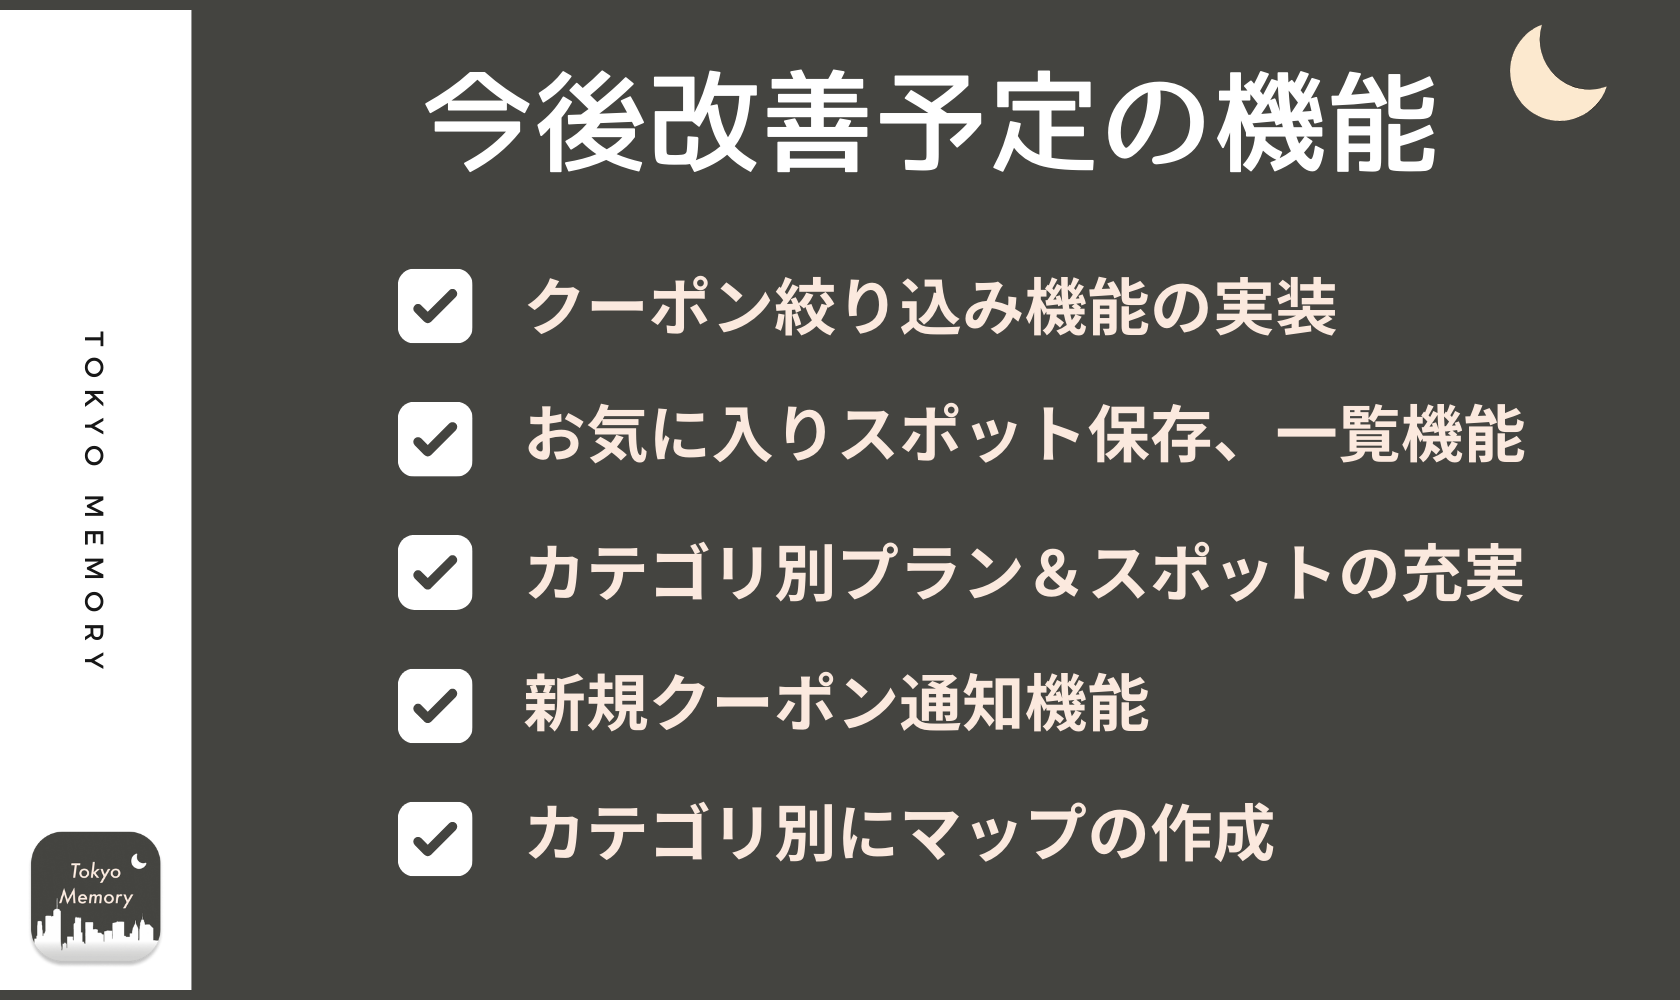 今後改善予定の機能
クーポン絞り込み機能の実装
お気に入りスポット保存、一覧機能
カテゴリ別プラン＆スポットの充実
新規クーポン通知機能
カテゴリ別にマップの作成
TOKYO MEMORY
Tokyo
Memory